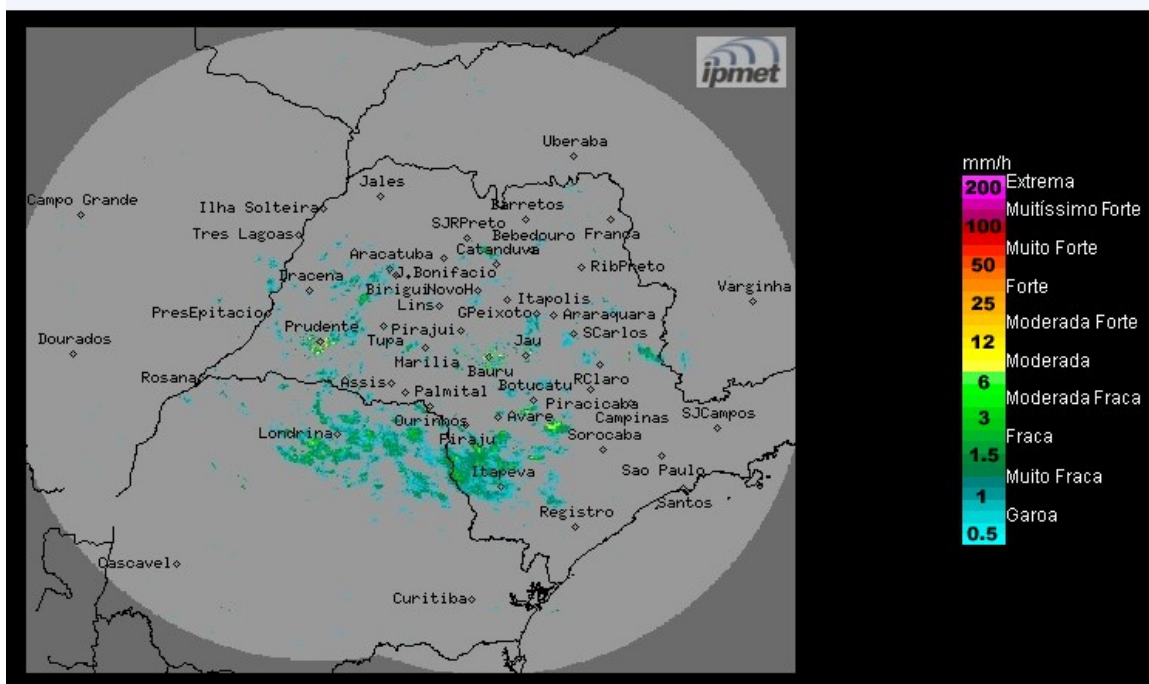 ipmet
Uberaba
Jales
Campo Grande
Ilha Solteira
Barretos
SJRPreto
Tres Lagoas
Bebedouro
Franca
Catanduva
Aracatuba
RibPreto
Dracena
J.Bonifacio
Birigui
NovoH
Varginha
Lins
Itapolis
PresEpitacio
GPeixoto
Araraquara
Prudente
Pirajui
SCarlos
Dourados
Tupa
Jau
Marilia
Bauru
Rosana
Assis
Botucatu
RClaro
Palmital
Piracicaba
SJCampos
Ourinhos
Avare
Campinas
Londrina
Piraju
Sorocaba
Itapeva
Sao Paulo
Santos
Registro
Cascavel
Curitiba
mm/h
200 Extrema
Muitíssimo Forte
100
Muito Forte
50
Forte
25
Moderada Forte
12
Moderada
6
Moderada Fraca
3
Fraca
1.5
Muito Fraca
1
Garoa
0.5